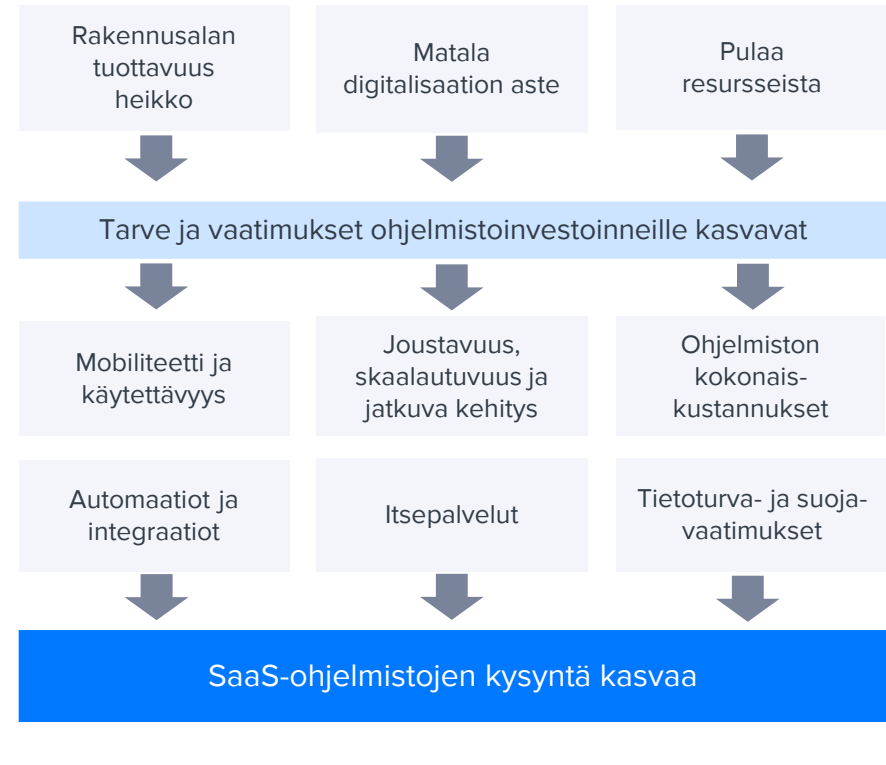 Rakennusalan
tuottavuus
heikko
Matala
digitalisaation aste
Pulaa
resursseista
Tarve ja vaatimukset ohjelmistoinvestoinneille kasvavat
Mobiliteetti ja
käytettävyys
Joustavuus,
skaalautuvuus ja
jatkuva kehitys
Ohjelmiston
kokonais-
kustannukset
Automaatiot ja
integraatiot
Itsepalvelut
Tietoturva- ja suoja-
vaatimukset
SaaS-ohjelmistojen kysyntä kasvaa